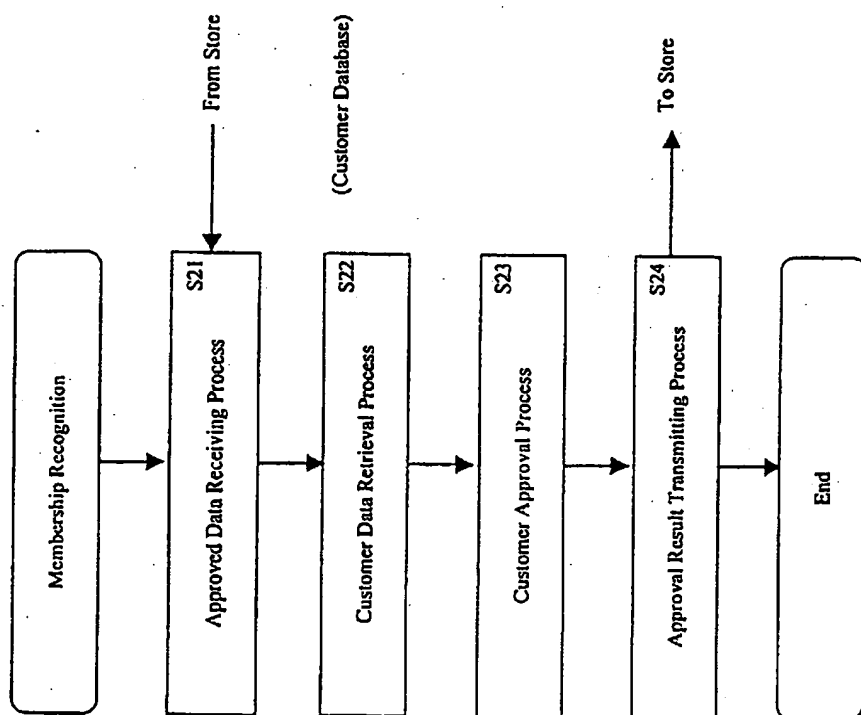 Membership Recognition
S21
Approved Data Receiving Process
From Store
S22
Customer Data Retrieval Process
(Customer Database)
S23
Customer Approval Process
S24
Approval Result Transmitting Process
To Store
End